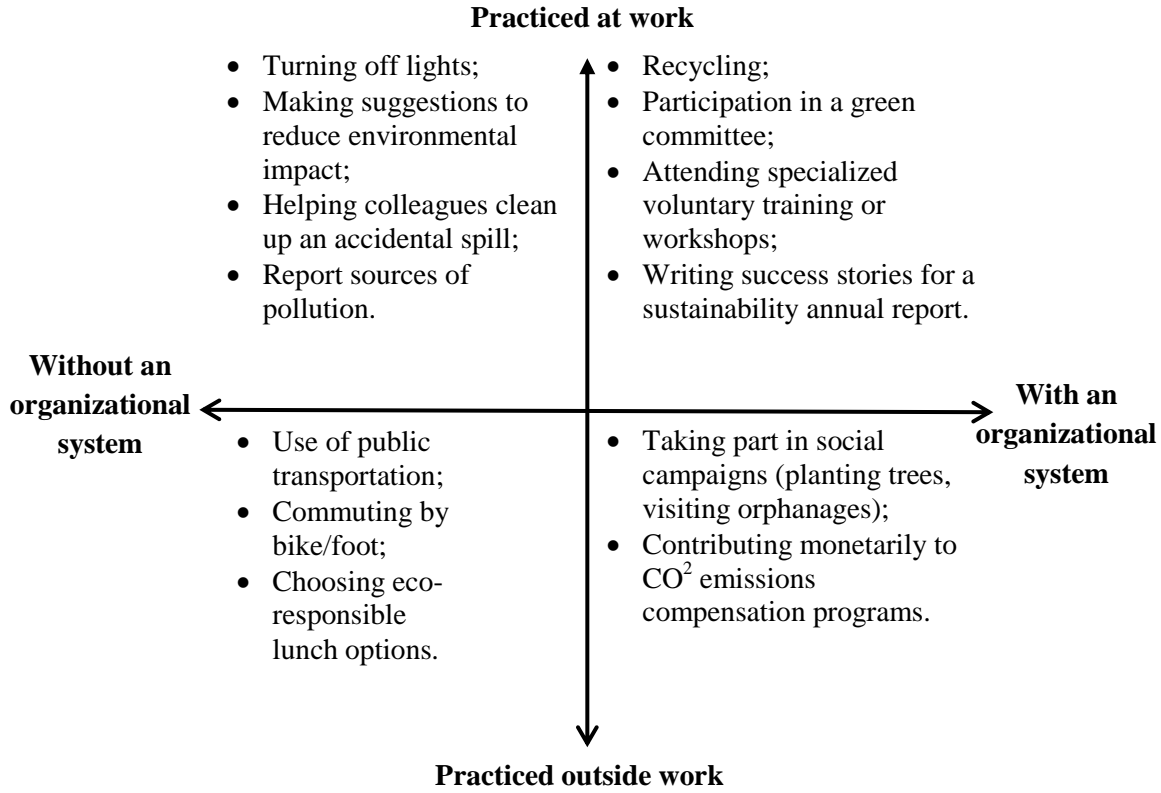 Practiced at work
• Turning off lights;
• Making suggestions to
reduce environmental
impact;
• Helping colleagues clean
up an accidental spill;
• Report sources of
pollution.
• Recycling;
• Participation in a green
committee;
• Attending specialized
voluntary training or
workshops;
• Writing success stories for a
sustainability annual report.
Without an
organizational
system
With an
organizational
system
• Use of public
transportation;
• Commuting by
bike/foot;
• Choosing eco-
responsible
lunch options.
• Taking part in social
campaigns (planting trees,
visiting orphanages);
• Contributing monetarily to
CO² emissions
compensation programs.
Practiced outside work